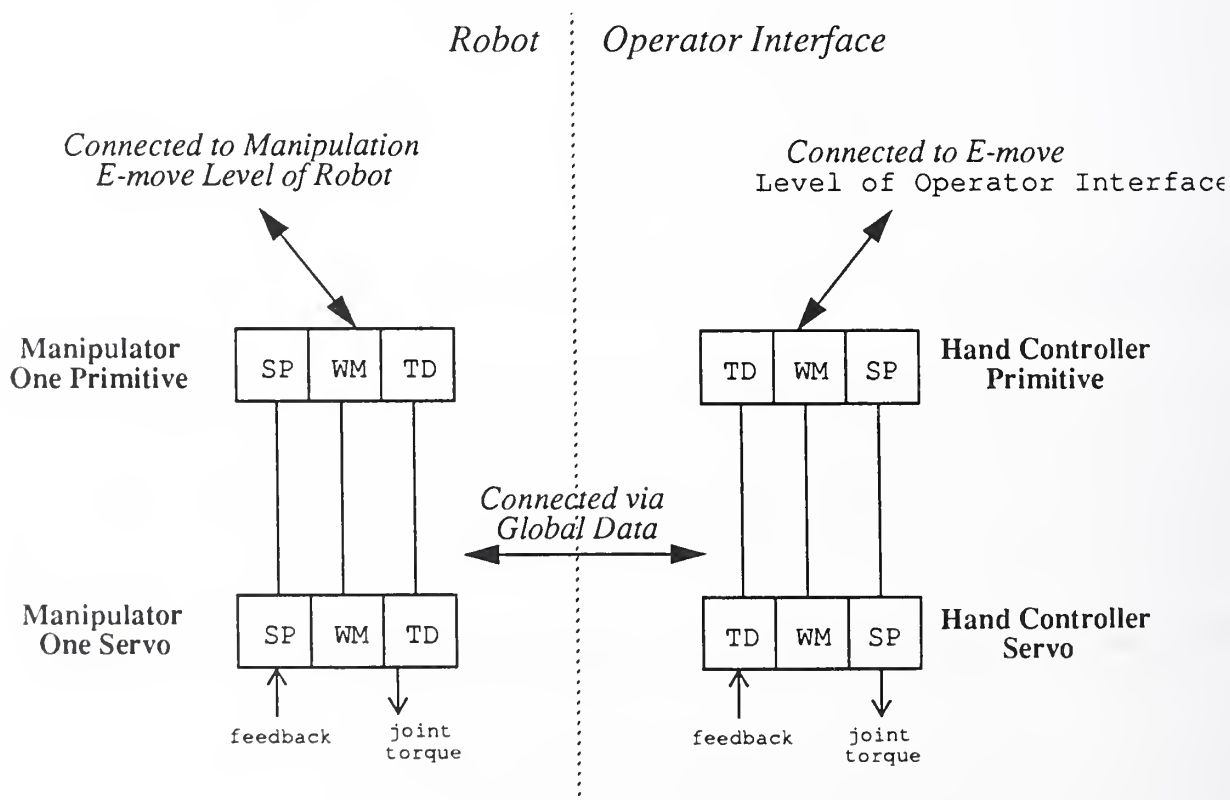 Robot
Operator Interface
Connected to Manipulation
E-move Level of Robot
Connected to E-move
Level of Operator Interface
Manipulator
One Primitive
SP WM TD
TD WM SP
Hand Controller
Primitive
Connected via
Global Data
Manipulator
One Servo
SP WM TD
TD WM SP
Hand Controller
Servo
feedback
joint
torque
feedback
joint
torque